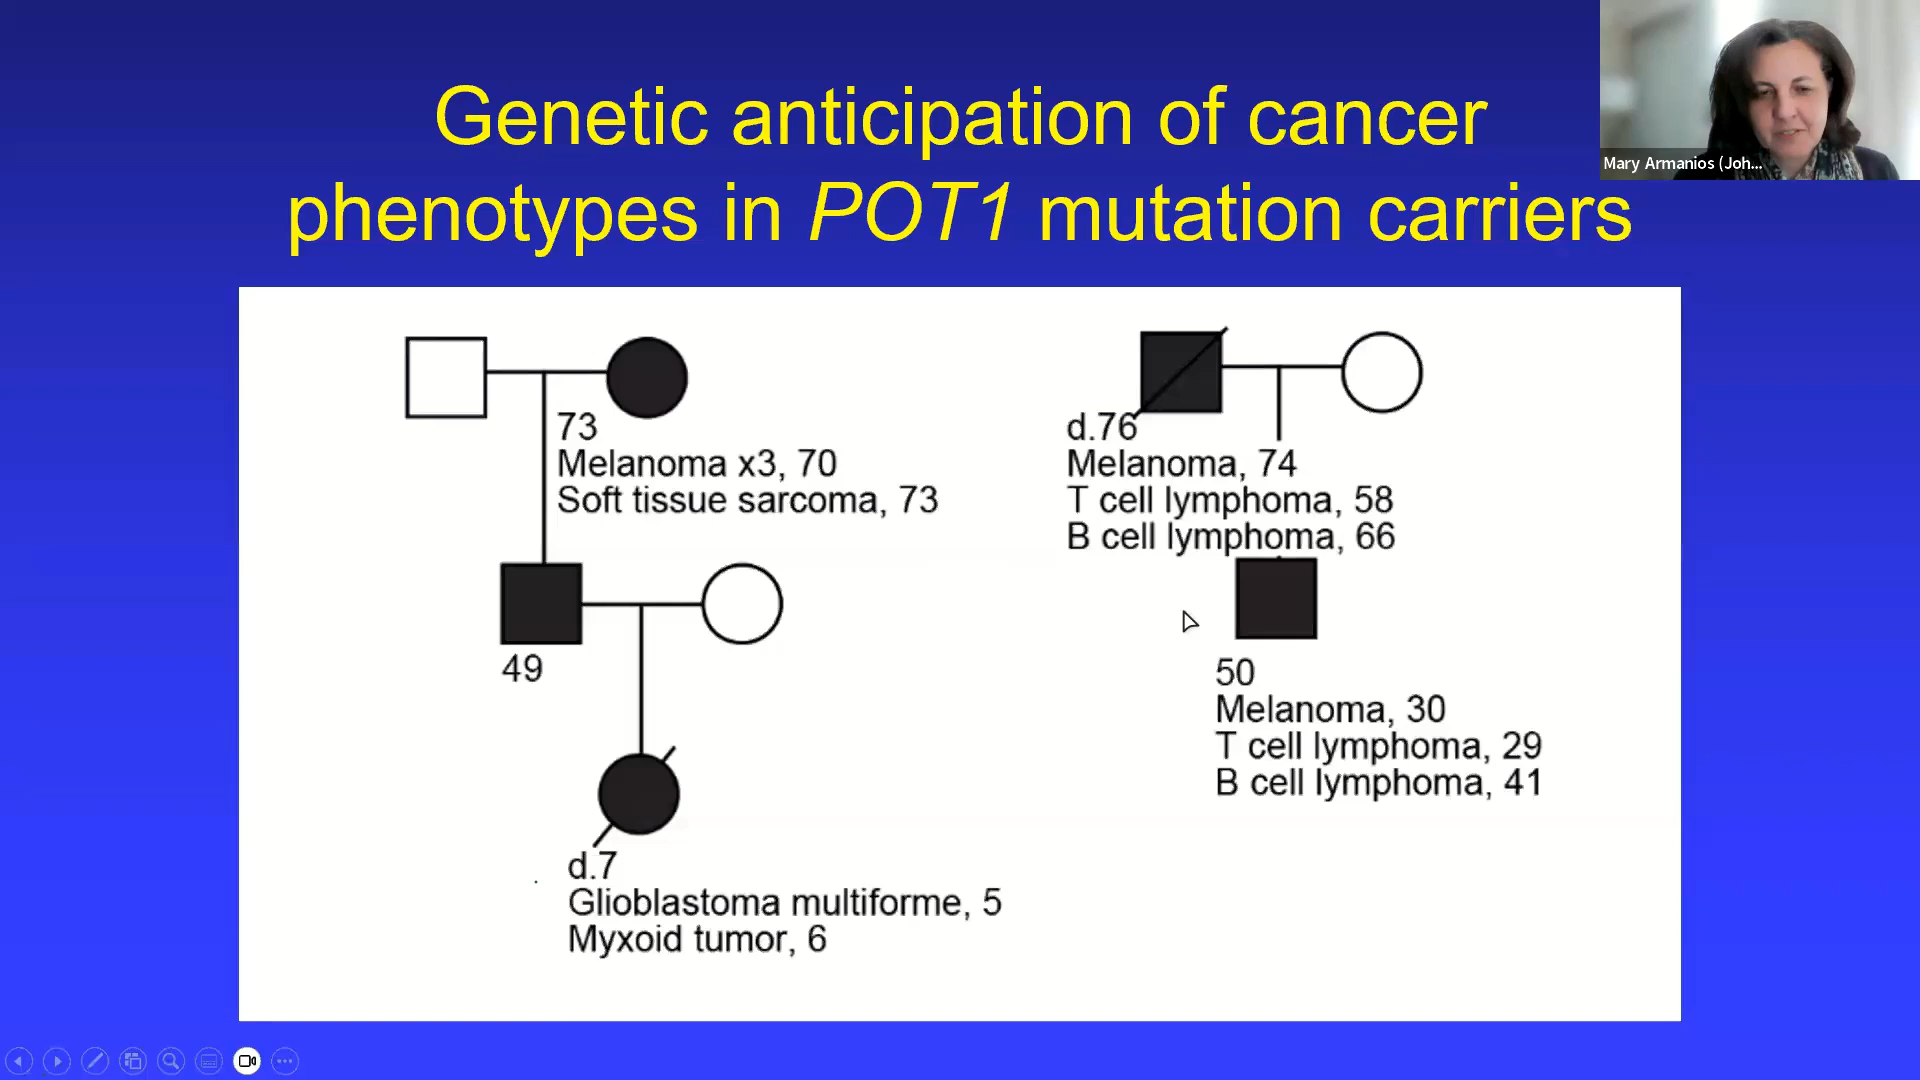 Genetic anticipation of cancer
phenotypes in POT1 mutation carriers
Mary Armanios (Joh...
73
Melanoma x3, 70
Soft tissue sarcoma, 73
49
d.7
Glioblastoma multiforme, 5
Myxoid tumor, 6
d.76
Melanoma, 74
T cell lymphoma, 58
B cell lymphoma, 66
50
Melanoma, 30
T cell lymphoma, 29
B cell lymphoma, 41